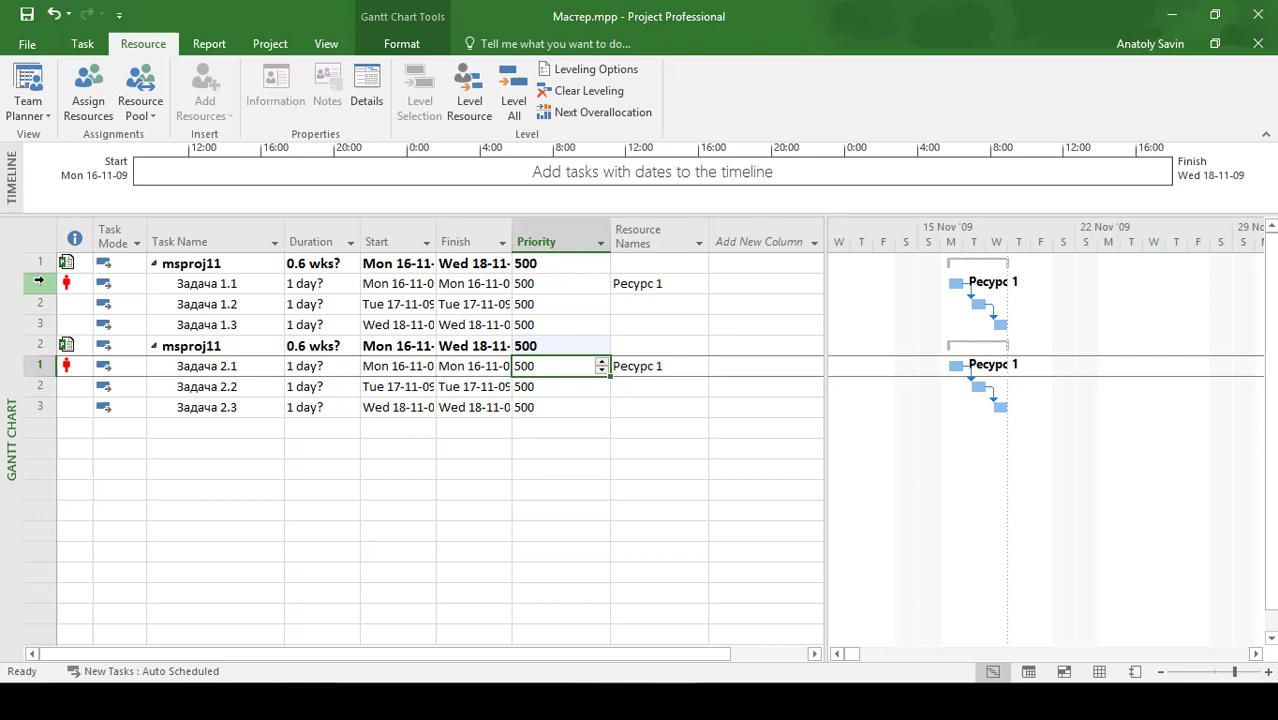 Gantt Chart Tools
Мастер.mpp - Project Professional
File Task Resource Report Project View Format Tell me what you want to do... Anatoly Savin
Leveling Options
Clear Leveling
Next Overallocation
Team Planner
Assign Resources
Resource Pool
Add Resources
Information
Notes
Details
Level Selection
Level Resource
Level All
View Assignments Insert Properties Level
TIMELINE
12:00 16:00 20:00 0:00 4:00 8:00 12:00 0:00 4:00 8:00 16:00
Start
Mon 16-11-09
Add tasks with dates to the timeline
Finish
Wed 18-11-09
GANTT CHART
Task Mode Task Name Duration Start Finish Priority Resource Names Add New Column
15 Nov '09 22 Nov '09 29 No
W T F S S M T W T F S S M T W T F S S
1 msproj11 0.6 wks? Mon 16-11- Wed 18-11- 500
Задача 1.1 1 day? Mon 16-11-0 Mon 16-11-0 500 Ресурс 1 Ресурс 1
2 Задача 1.2 1 day? Tue 17-11-09 Tue 17-11-09 500
3 Задача 1.3 1 day? Wed 18-11-0 Wed 18-11-0 500
2 msproj11 0.6 wks? Mon 16-11- Wed 18-11- 500
1 Задача 2.1 1 day? Mon 16-11-0 Mon 16-11-0 500 Ресурс 1 Ресурс 1
2 Задача 2.2 1 day? Tue 17-11-09 Tue 17-11-09 500
3 Задача 2.3 1 day? Wed 18-11-0 Wed 18-11-0 500
Ready New Tasks : Auto Scheduled